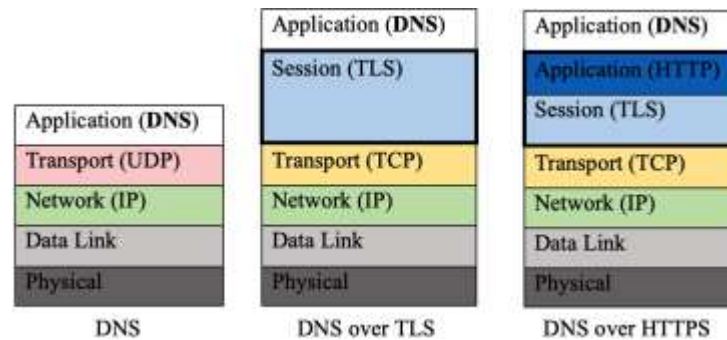 Application (DNS)
Transport (UDP)
Network (IP)
Data Link
Physical
DNS
Application (DNS)
Session (TLS)
Transport (TCP)
Network (IP)
Data Link
Physical
DNS over TLS
Application (DNS)
Application (HTTP)
Session (TLS)
Transport (TCP)
Network (IP)
Data Link
Physical
DNS over HTTPS